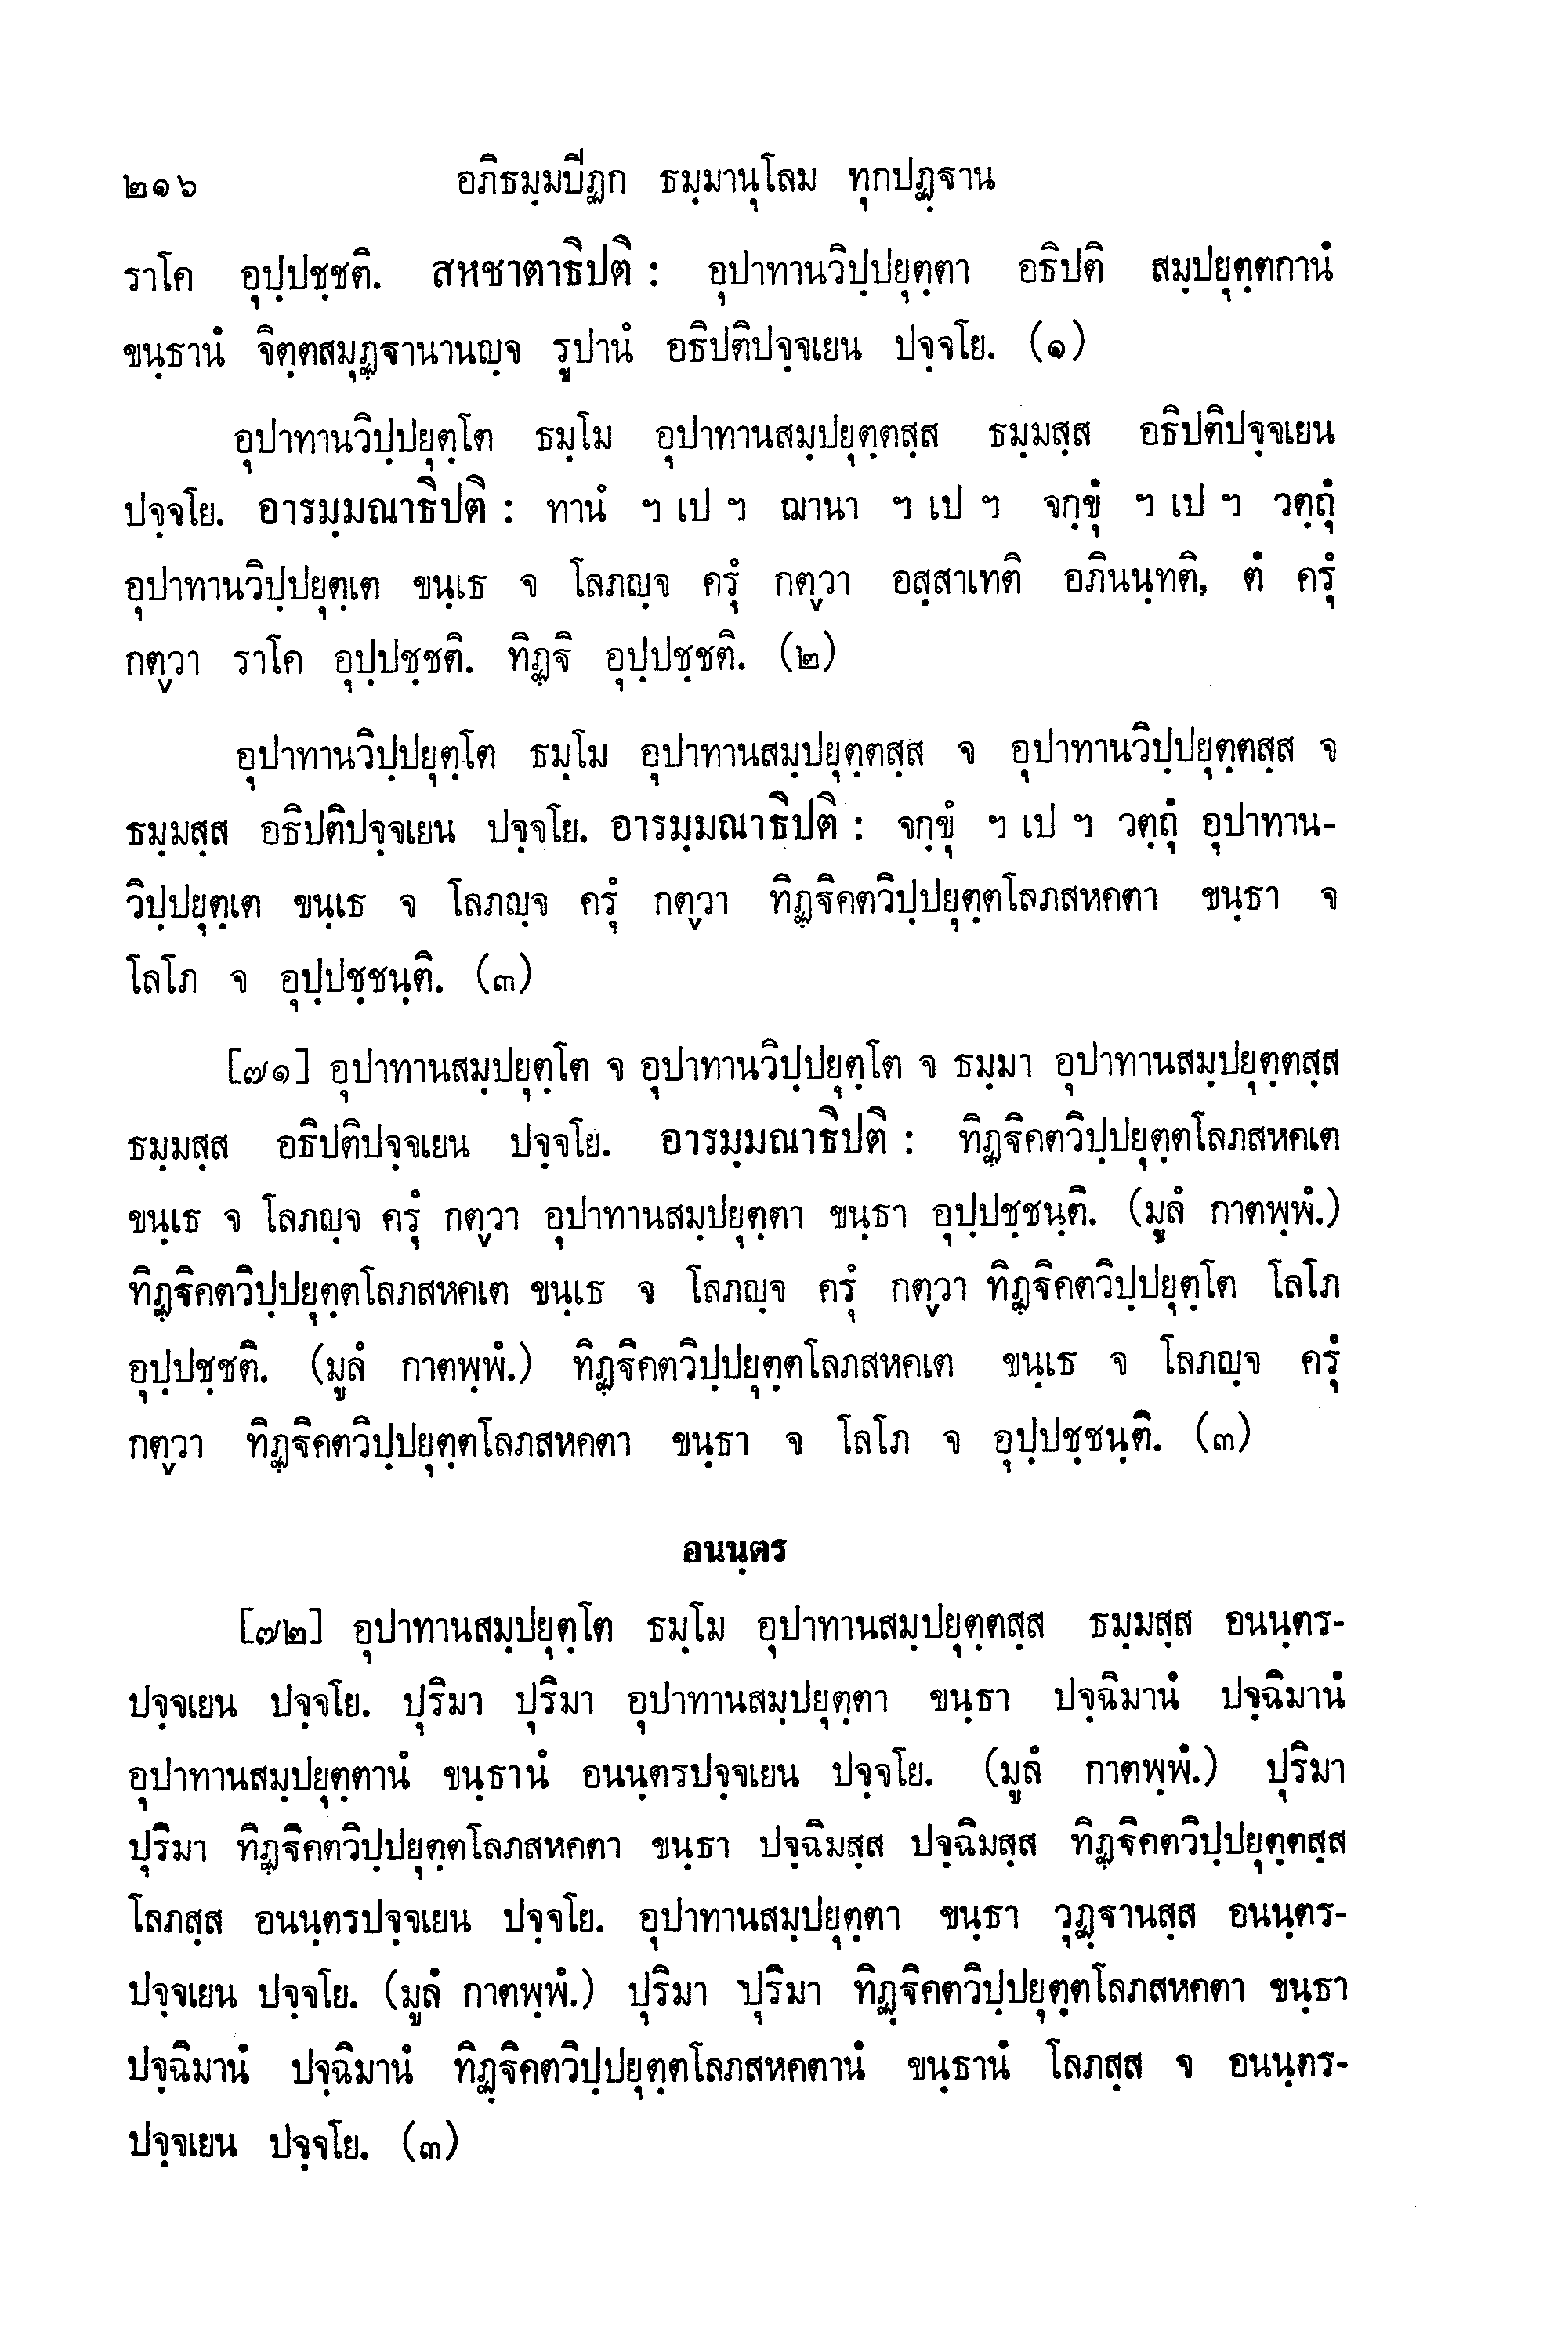 ๒๑๖ อภิธมฺมปีฏก ธมฺมานุโลม ทุกปฏฺฐาน
ราโค อุปฺปชฺชติ. สหชาตาธิปติ : อุปาทานวิปฺปยุตฺตา อธิปติ สมฺปยุตฺตกานํ
ขนฺธานํ จิตฺตสมุฏฺฐานานญฺจ รูปานํ อธิปติปจฺจเยน ปจฺจโย. (๑)
อุปาทานวิปฺปยุตฺโต ธมฺโม อุปาทานสมฺปยุตฺตสฺส ธมฺมสฺส อธิปติปจฺจเยน
ปจฺจโย. อารมฺมณาธิปติ : ทานํ ฯ เป ฯ ฌานา ฯ เป ฯ จกฺขุํ ฯ เป ฯ วตฺถุํ
อุปาทานวิปฺปยุตฺเต ขนฺเธ จ โลภญฺจ ครุํ กตฺวา อสฺสาเทติ อภินนฺทติ, ตํ ครุํ
กตฺวา ราโค อุปฺปชฺชติ. ทิฏฺฐิ อุปฺปชฺชติ. (๒)
อุปาทานวิปฺปยุตฺโต ธมฺโม อุปาทานสมฺปยุตฺตสฺส จ อุปาทานวิปฺปยุตฺตสฺส จ
ธมฺมสฺส อธิปติปจฺจเยน ปจฺจโย. อารมฺมณาธิปติ : จกฺขุํ ฯ เป ฯ วตฺถุํ อุปาทาน-
วิปฺปยุตฺเต ขนฺเธ จ โลภญฺจ ครุํ กตฺวา ทิฏฺฐิคตวิปฺปยุตฺตโลภสหคตา ขนฺธา จ
โลโภ จ อุปฺปชฺชนฺติ. (๓)
[๗๑] อุปาทานสมฺปยุตฺโต จ อุปาทานวิปฺปยุตฺโต จ ธมฺมา อุปาทานสมฺปยุตฺตสฺส
ธมฺมสฺส อธิปติปจฺจเยน ปจฺจโย. อารมฺมณาธิปติ : ทิฏฺฐิคตวิปฺปยุตฺตโลภสหคเต
ขนฺเธ จ โลภญฺจ ครุํ กตฺวา อุปาทานสมฺปยุตฺตา ขนฺธา อุปฺปชฺชนฺติ. (มูลํ กาตพฺพํ.)
ทิฏฺฐิคตวิปฺปยุตฺตโลภสหคเต ขนฺเธ จ โลภญฺจ ครุํ กตฺวา ทิฏฺฐิคตวิปฺปยุตฺโต โลโภ
อุปฺปชฺชติ. (มูลํ กาตพฺพํ.) ทิฏฺฐิคตวิปฺปยุตฺตโลภสหคเต ขนฺเธ จ โลภญฺจ ครุํ
กตฺวา ทิฏฺฐิคตวิปฺปยุตฺตโลภสหคตา ขนฺธา จ โลโภ จ อุปฺปชฺชนฺติ. (๓)
อนนฺตร
[๗๒] อุปาทานสมฺปยุตฺโต ธมฺโม อุปาทานสมฺปยุตฺตสฺส ธมฺมสฺส อนนฺตร-
ปจฺจเยน ปจฺจโย. ปุริมา ปุริมา อุปาทานสมฺปยุตฺตา ขนฺธา ปจฺฉิมานํ ปจฺฉิมานํ
อุปาทานสมฺปยุตฺตานํ ขนฺธานํ อนนฺตรปจฺจเยน ปจฺจโย. (มูลํ กาตพฺพํ.) ปุริมา
ปุริมา ทิฏฺฐิคตวิปฺปยุตฺตโลภสหคตา ขนฺธา ปจฺฉิมสฺส ปจฺฉิมสฺส ทิฏฺฐิคตวิปฺปยุตฺตสฺส
โลภสฺส อนนฺตรปจฺจเยน ปจฺจโย. อุปาทานสมฺปยุตฺตา ขนฺธา วุฏฺฐานสฺส อนนฺตร-
ปจฺจเยน ปจฺจโย. (มูลํ กาตพฺพํ.) ปุริมา ปุริมา ทิฏฺฐิคตวิปฺปยุตฺตโลภสหคตา ขนฺธา
ปจฺฉิมานํ ปจฺฉิมานํ ทิฏฺฐิคตวิปฺปยุตฺตโลภสหคตานํ ขนฺธานํ โลภสฺส จ อนนฺตร-
ปจฺจเยน ปจฺจโย. (๓)